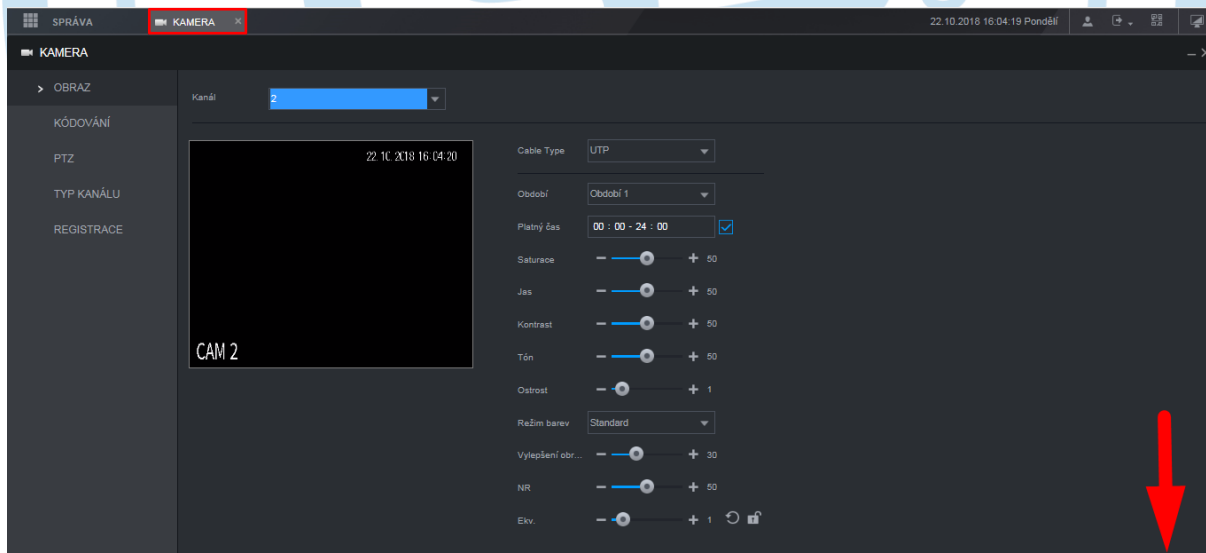 SPRÁVA KAMERA × 22.10.2018 16:04:19 Pondělí
KAMERA
OBRAZ
KÓDOVÁNÍ
PTZ
TYP KANÁLU
REGISTRACE
Kanál 2
22.10.2018 16:04:20
CAM 2
Cable Type UTP
Období Období 1
Platný čas 00 : 00 - 24 : 00
Saturace 50
Jas 50
Kontrast 50
Tón 50
Ostrost 1
Režim barev Standard
Vylepšení obr... 30
NR 50
Ekv. 1